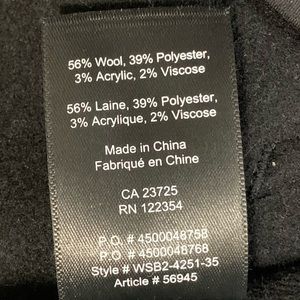 56% Wool, 39% Polyester,
3% Acrylic, 2% Viscose
56% Laine, 39% Polyester,
3% Acrylique, 2% Viscose
Made in China
Fabriqué en Chine
CA 23725
RN 122354
P.O. # 4500046758
P.O. # 4500048768
Style # WSB2-4251-35
Article # 56945